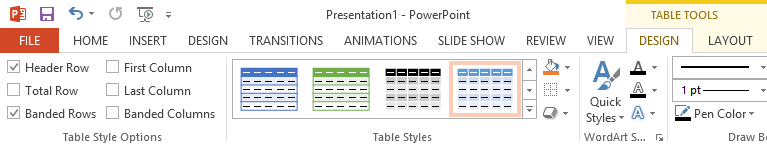 Presentation1 - PowerPoint
TABLE TOOLS
FILE HOME INSERT DESIGN TRANSITIONS ANIMATIONS SLIDE SHOW REVIEW VIEW DESIGN LAYOUT
Header Row First Column
Total Row Last Column
Banded Rows Banded Columns
Table Style Options
Table Styles
Quick
Styles
A
A
A
A
WordArt S...
1 pt
Pen Color
Draw Bo